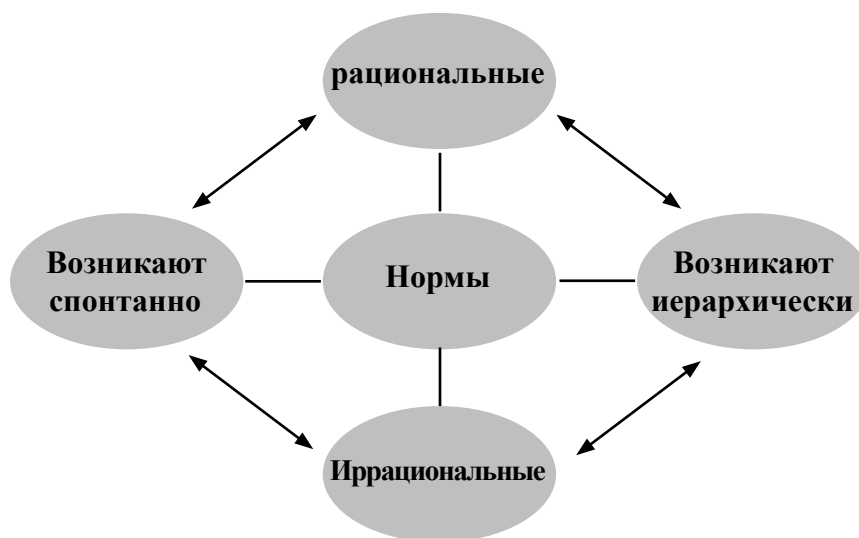 рациональные
Возникают
спонтанно
Нормы
Возникают
иерархически
Иррациональные